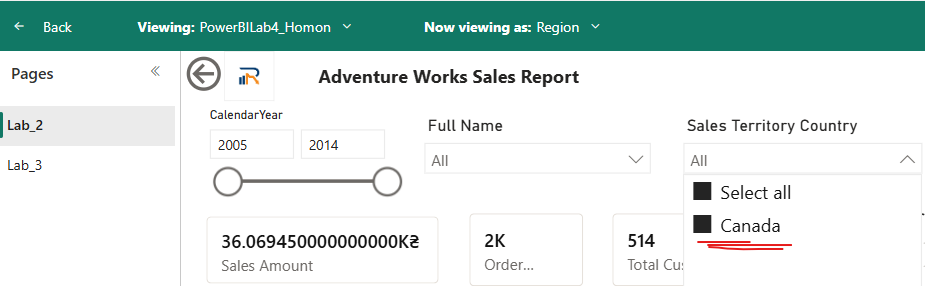 Back
Viewing: PowerBILab4_Homon
Now viewing as: Region
Pages
Adventure Works Sales Report
CalendarYear
Full Name
Sales Territory Country
Lab_2
2005
2014
All
All
Lab_3
Select all
Canada
36.069450000000000K₴
2K
514
Sales Amount
Order...
Total Cus